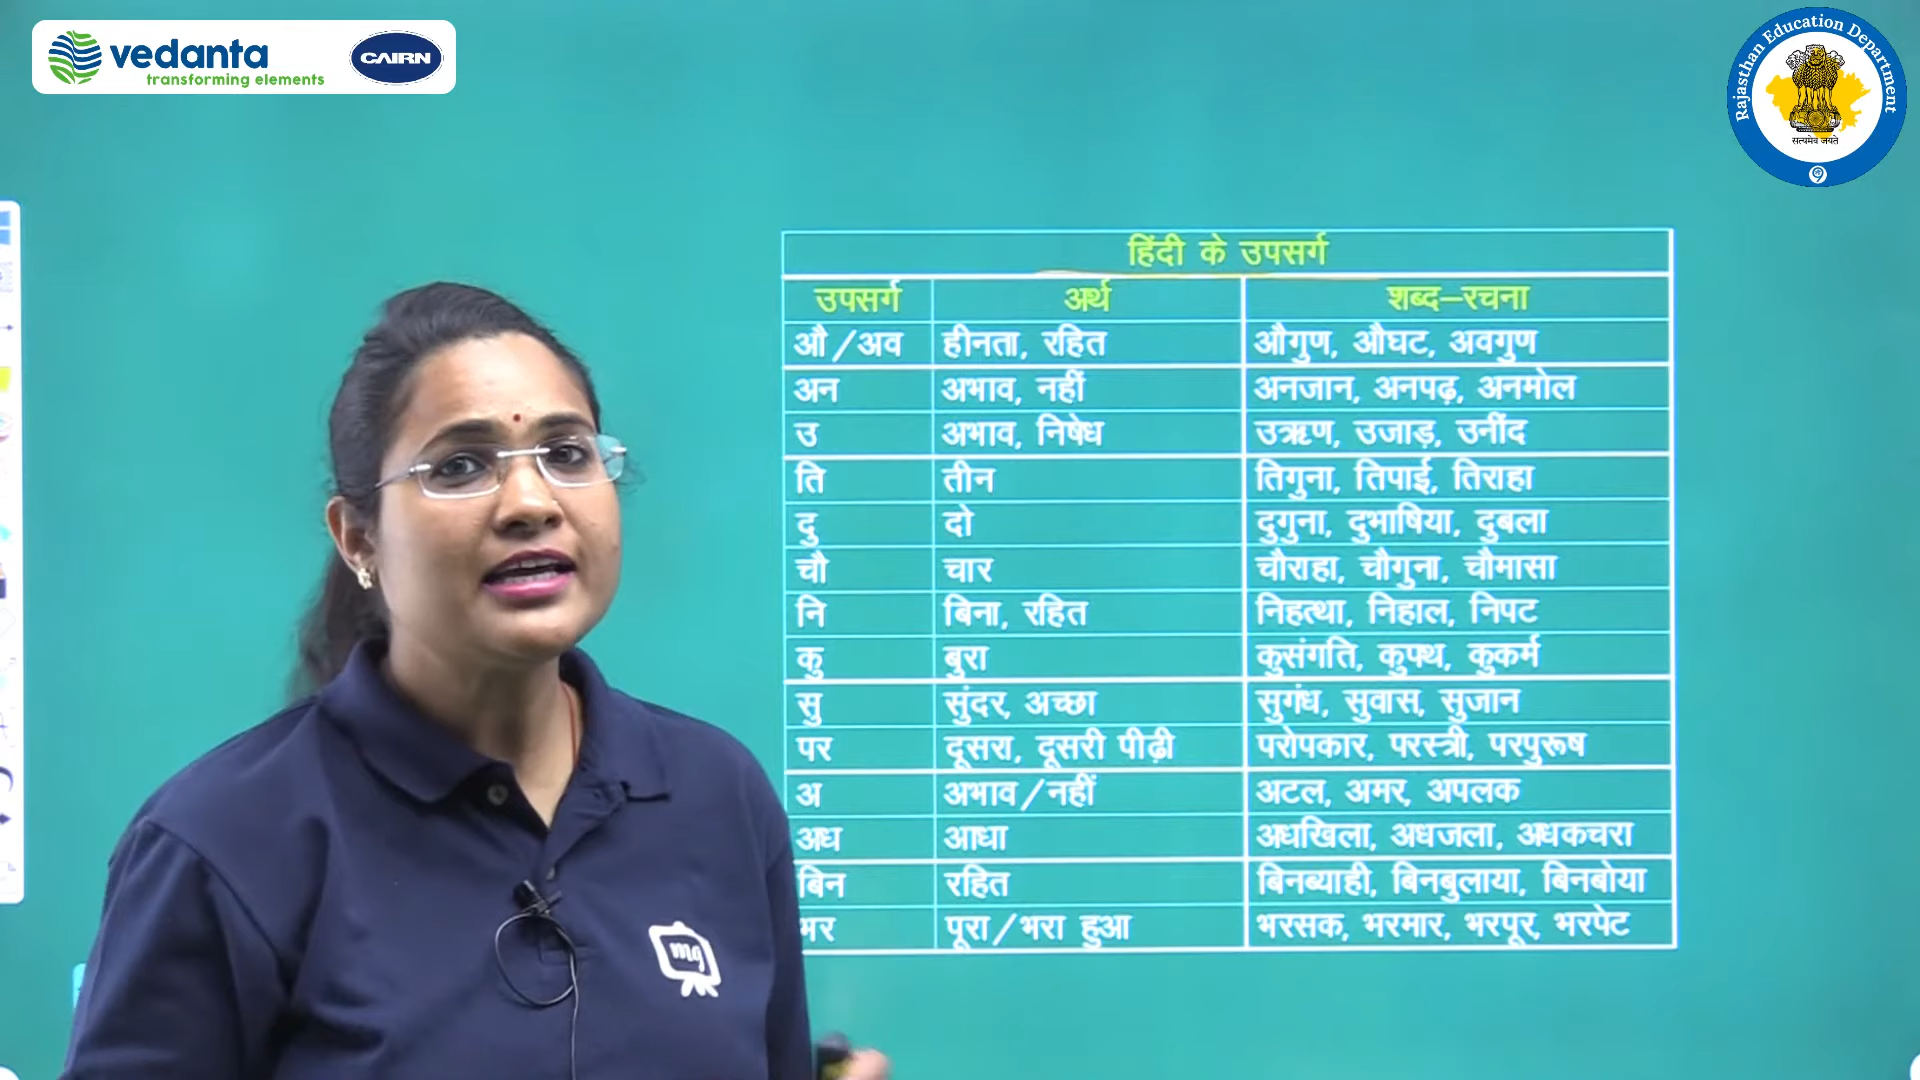 vedanta
transforming elements
CAIRN
Rajasthan Education Department
सत्यमेव जयते
हिंदी के उपसर्ग
उपसर्ग अर्थ शब्द–रचना
औ/अव हीनता, रहित औगुण, औघट, अवगुण
अन अभाव, नहीं अनजान, अनपढ़, अनमोल
उ अभाव, निषेध उऋण, उजाड़, उनींद
ति तीन तिगुना, तिपाई, तिराहा
दु दो दुगुना, दुभाषिया, दुबला
चौ चार चौराहा, चौगुना, चौमासा
नि बिना, रहित निहत्था, निहाल, निपट
कु बुरा कुसंगति, कुपथ, कुकर्म
सु सुंदर, अच्छा सुगंध, सुवास, सुजान
पर दूसरा, दूसरी पीढ़ी परोपकार, परस्त्री, परपुरूष
अ अभाव/नहीं अटल, अमर, अपलक
अध आधा अधखिला, अधजला, अधकचरा
बिन रहित बिनब्याही, बिनबुलाया, बिनबोया
भर पूरा/भरा हुआ भरसक, भरमार, भरपूर, भरपेट
mg